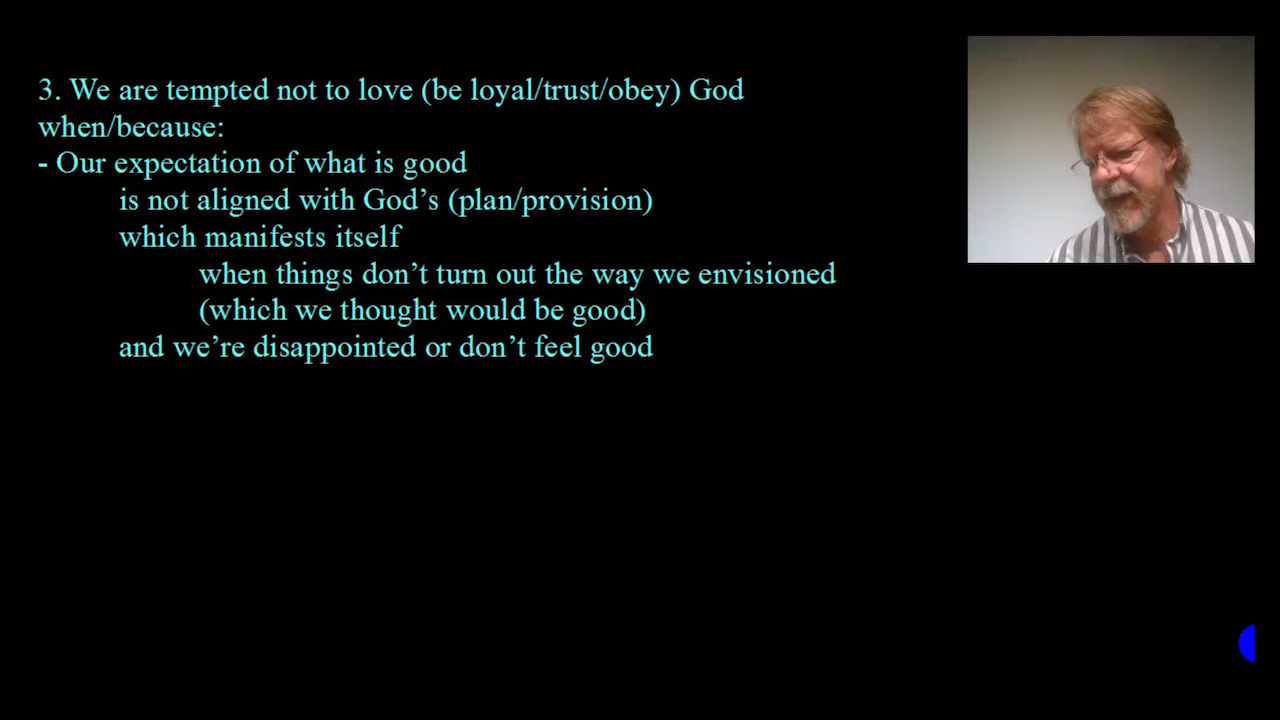 3. We are tempted not to love (be loyal/trust/obey) God
when/because:
- Our expectation of what is good
is not aligned with God’s (plan/provision)
which manifests itself
when things don’t turn out the way we envisioned
(which we thought would be good)
and we’re disappointed or don’t feel good